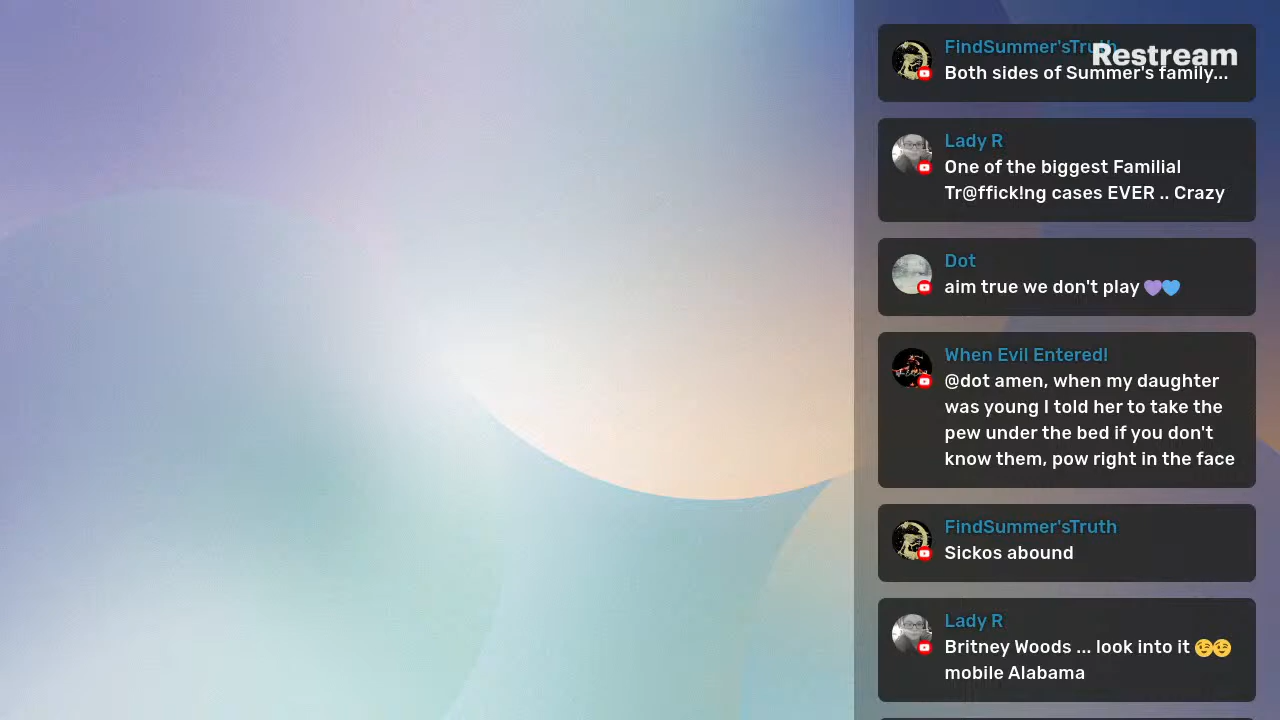 FindSummer'sTruth
Restream
Both sides of Summer's family...
Lady R
One of the biggest Familial
Tr@ffick!ng cases EVER .. Crazy
Dot
aim true we don't play 💜💙
When Evil Entered!
@dot amen, when my daughter
was young I told her to take the
pew under the bed if you don't
know them, pow right in the face
FindSummer'sTruth
Sickos abound
Lady R
Britney Woods ... look into it 😉😉
mobile Alabama